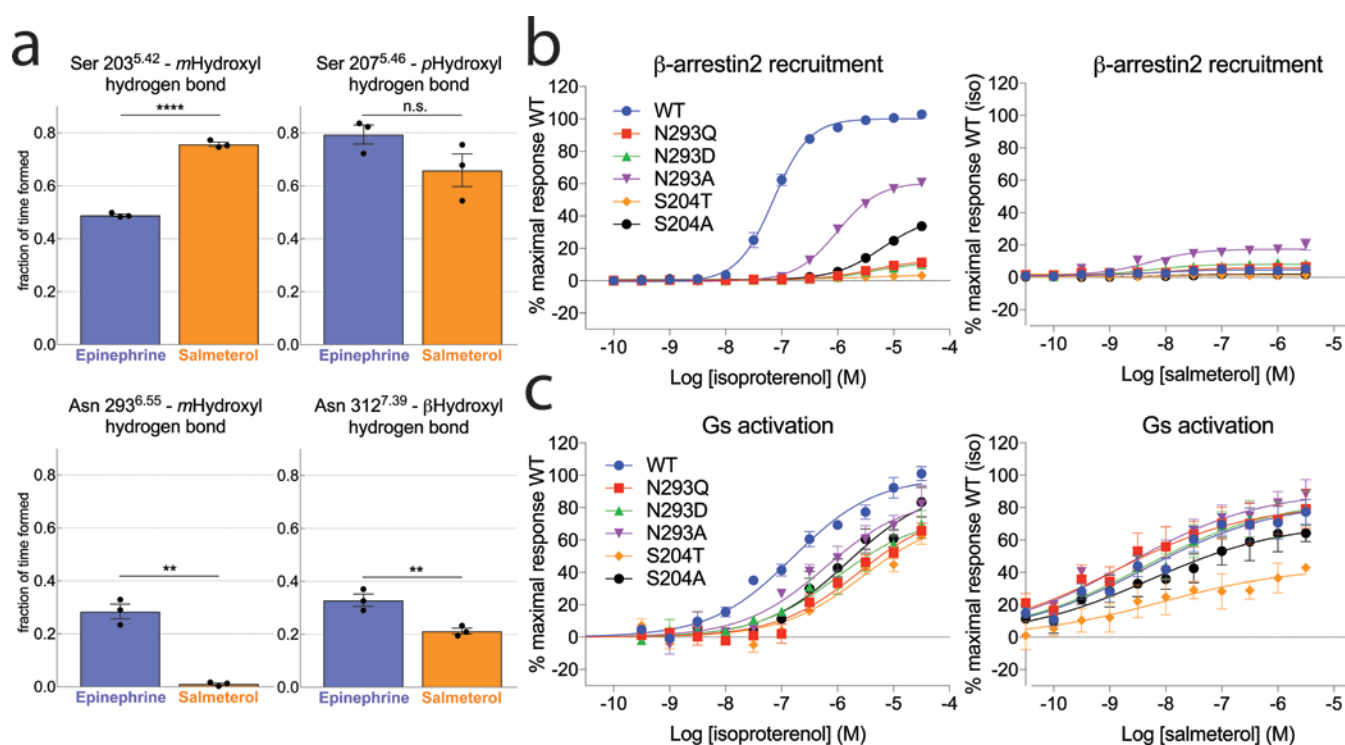 a
Ser 203^5.42 - mHydroxyl
hydrogen bond
Ser 207^5.46 - pHydroxyl
hydrogen bond
fraction of time formed
0.8
0.6
0.4
0.2
0.0
****
Epinephrine Salmeterol
0.8
0.6
0.4
0.2
0.0
n.s.
Epinephrine Salmeterol
Asn 293^6.55 - mHydroxyl
hydrogen bond
Asn 312^7.39 - βHydroxyl
hydrogen bond
fraction of time formed
0.8
0.6
0.4
0.2
0.0
**
Epinephrine Salmeterol
0.8
0.6
0.4
0.2
0.0
**
Epinephrine Salmeterol
b
β-arrestin2 recruitment
% maximal response WT
120
100
80
60
40
20
0
-20
WT
N293Q
N293D
N293A
S204T
S204A
-10 -9 -8 -7 -6 -5 -4
Log [isoproterenol] (M)
β-arrestin2 recruitment
% maximal response WT (iso)
120
100
80
60
40
20
0
-20
-10 -9 -8 -7 -6 -5
Log [salmeterol] (M)
c
Gs activation
% maximal response WT
120
100
80
60
40
20
0
-20
WT
N293Q
N293D
N293A
S204T
S204A
-10 -9 -8 -7 -6 -5 -4
Log [isoproterenol] (M)
Gs activation
% maximal response WT (iso)
120
100
80
60
40
20
0
-20
-10 -9 -8 -7 -6 -5
Log [salmeterol] (M)